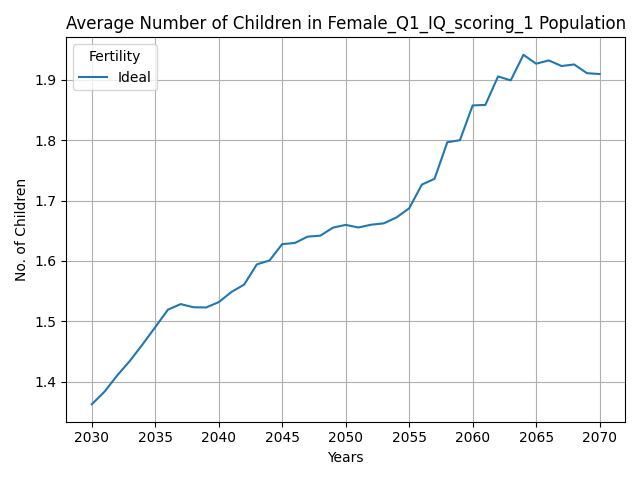 Average Number of Children in Female_Q1_IQ_scoring_1 Population
Fertility
Ideal
No. of Children
1.9
1.8
1.7
1.6
1.5
1.4
2030 2035 2040 2045 2050 2055 2060 2065 2070
Years